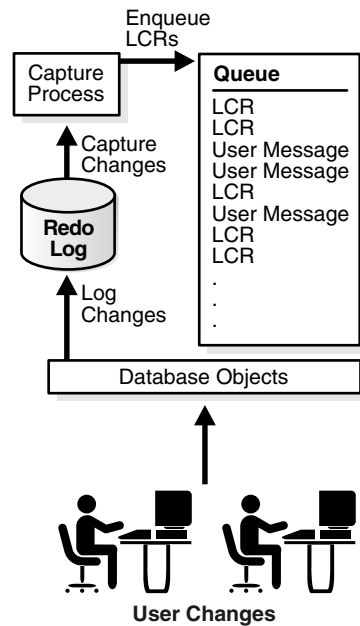 Enqueue
LCRs
Capture
Process
Queue
LCR
LCR
User Message
User Message
LCR
User Message
LCR
LCR
.
.
.
Capture
Changes
Redo
Log
Log
Changes
Database Objects
User Changes